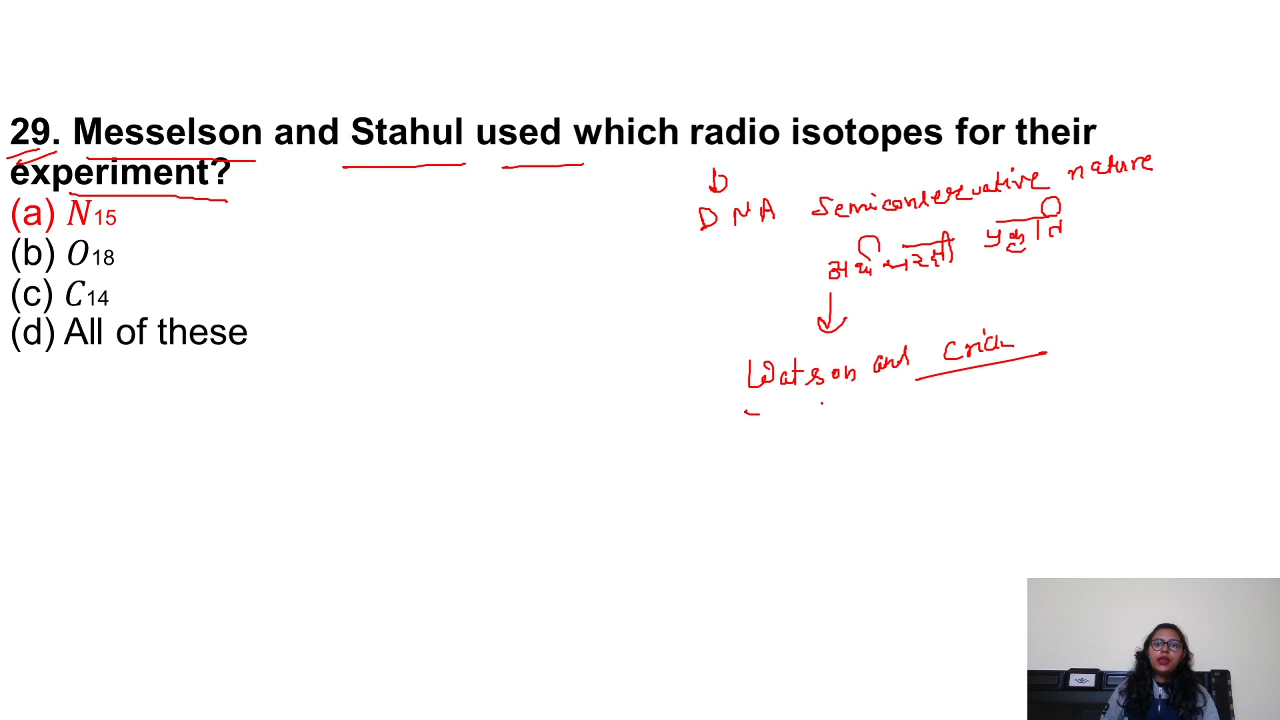 29. Messelson and Stahul used which radio isotopes for their
experiment?
(a) N15
(b) O18
(c) C14
(d) All of these
DNA Semiconservative nature
Watson and Crick